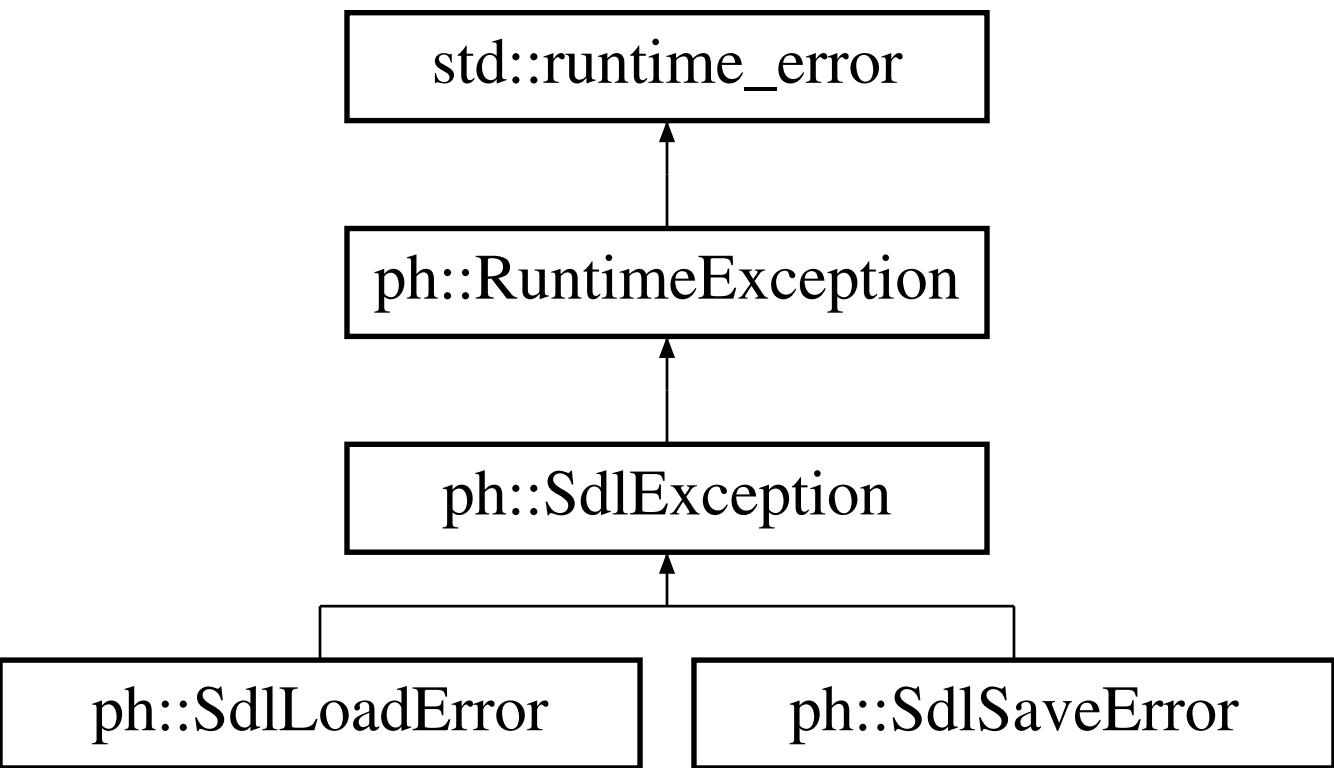 std::runtime_error
ph::RuntimeException
ph::SdlException
ph::SdlLoadError
ph::SdlSaveError